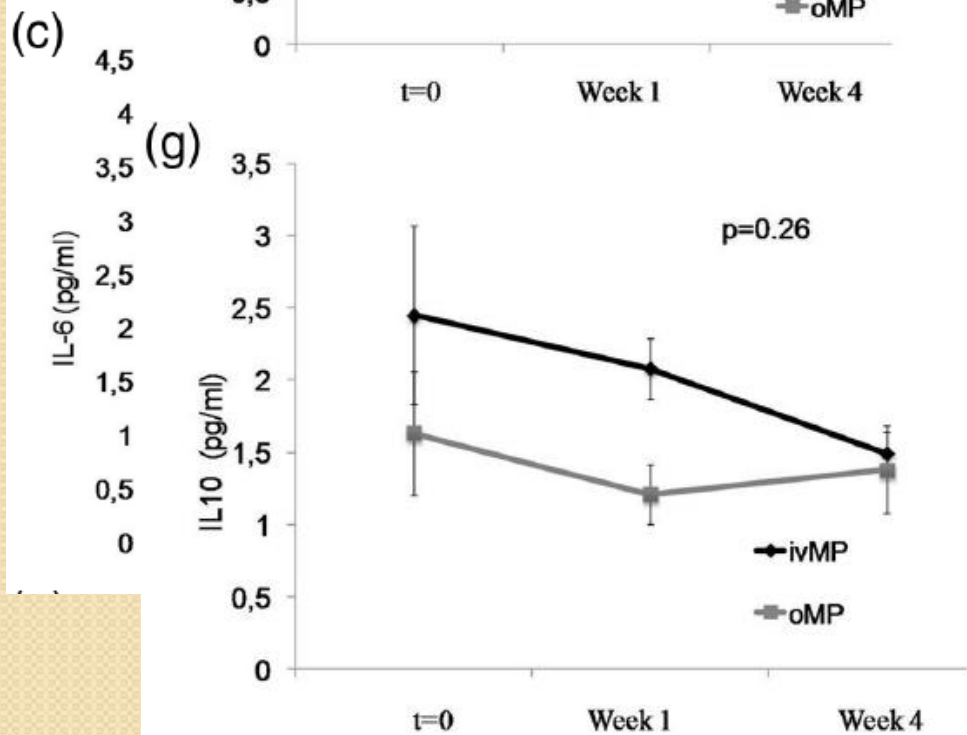 oMP
(c)
0
t=0 Week 1 Week 4
4,5
4
3,5
3
2,5
2
1,5
1
0,5
0
IL-6 (pg/ml)
(g)
3,5
3
2,5
2
1,5
1
0,5
0
IL10 (pg/ml)
p=0.26
ivMP
oMP
t=0 Week 1 Week 4